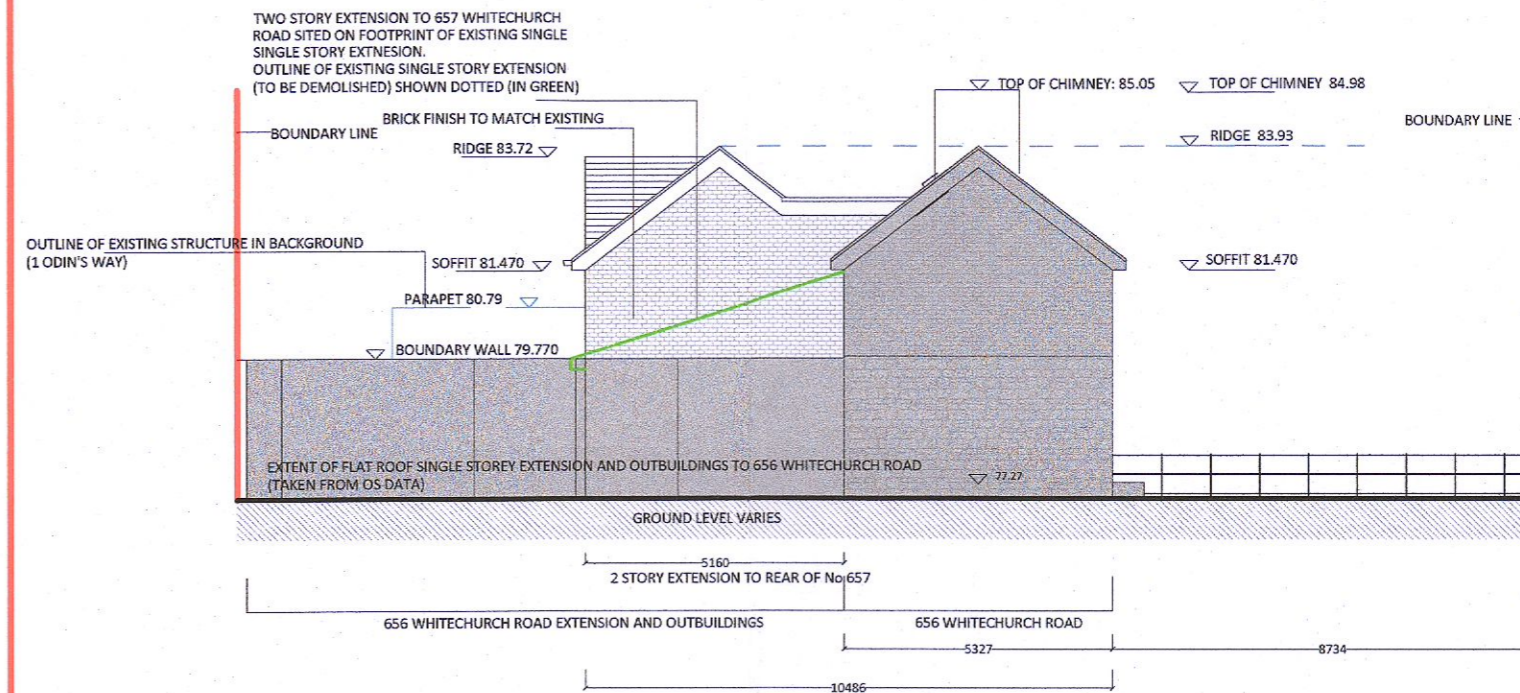 TWO STORY EXTENSION TO 657 WHITECHURCH
ROAD SITED ON FOOTPRINT OF EXISTING SINGLE
SINGLE STORY EXTNESION.
OUTLINE OF EXISTING SINGLE STORY EXTENSION
(TO BE DEMOLISHED) SHOWN DOTTED (IN GREEN)
TOP OF CHIMNEY: 85.05
TOP OF CHIMNEY 84.98
BRICK FINISH TO MATCH EXISTING
BOUNDARY LINE
BOUNDARY LINE
RIDGE 83.72
RIDGE 83.93
OUTLINE OF EXISTING STRUCTURE IN BACKGROUND
(1 ODIN'S WAY)
SOFFIT 81.470
SOFFIT 81.470
PARAPET 80.79
BOUNDARY WALL 79.770
EXTENT OF FLAT ROOF SINGLE STOREY EXTENSION AND OUTBUILDINGS TO 656 WHITECHURCH ROAD
(TAKEN FROM OS DATA)
77.27
GROUND LEVEL VARIES
5160
2 STORY EXTENSION TO REAR OF No 657
656 WHITECHURCH ROAD EXTENSION AND OUTBUILDINGS
656 WHITECHURCH ROAD
5327
8734
10486